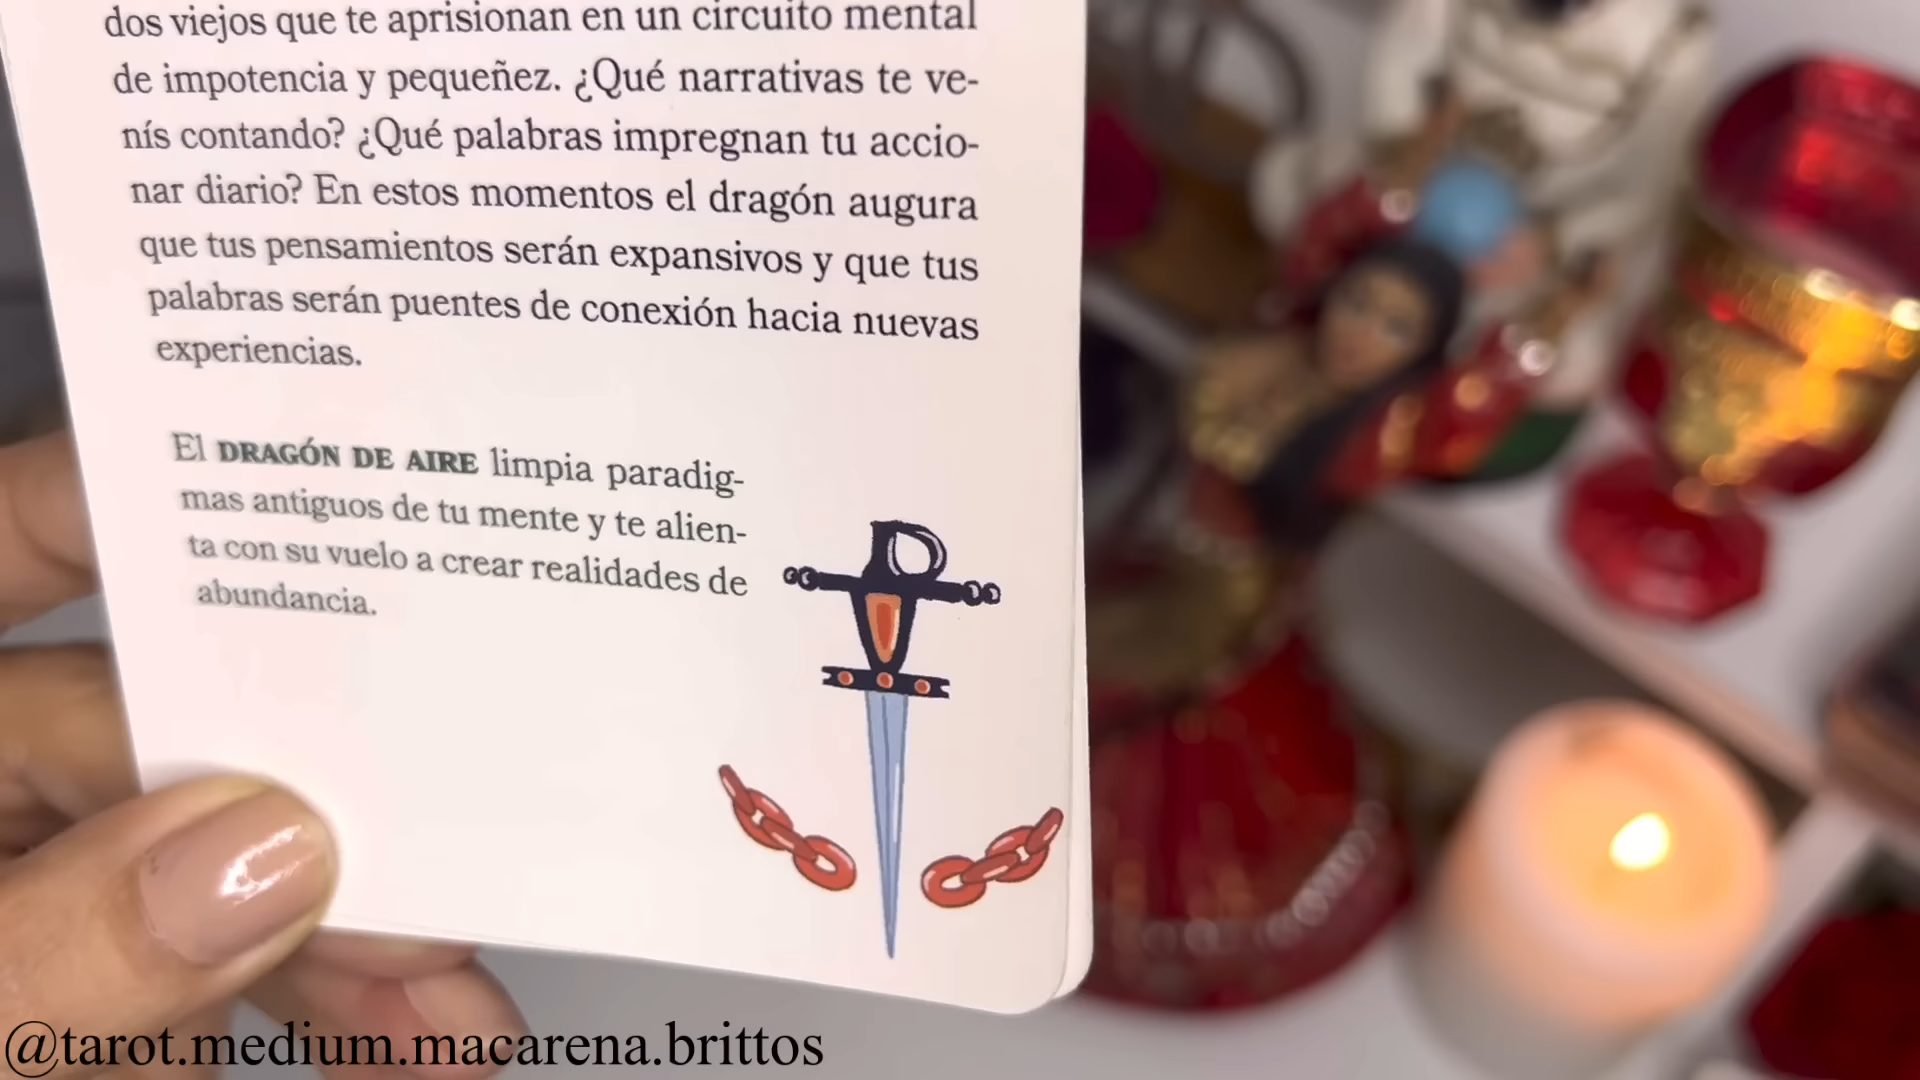 dos viejos que te aprisionan en un circuito mental
de impotencia y pequeñez. ¿Qué narrativas te ve-
nís contando? ¿Qué palabras impregnan tu accio-
nar diario? En estos momentos el dragón augura
que tus pensamientos serán expansivos y que tus
palabras serán puentes de conexión hacia nuevas
experiencias.
El DRAGÓN DE AIRE limpia paradig-
mas antiguos de tu mente y te alien-
ta con su vuelo a crear realidades de
abundancia.
@tarot.medium.macarena.brittos